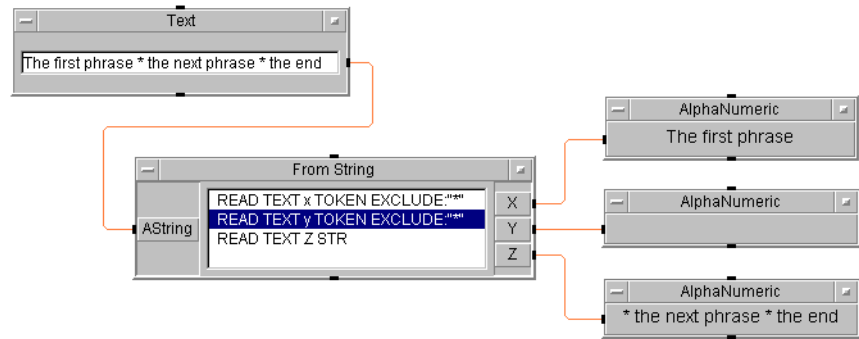 Text
The first phrase * the next phrase * the end
From String
AString
READ TEXT x TOKEN EXCLUDE:"*"
READ TEXT y TOKEN EXCLUDE:"*"
READ TEXT Z STR
X
Y
Z
AlphaNumeric
The first phrase
AlphaNumeric
AlphaNumeric
* the next phrase * the end